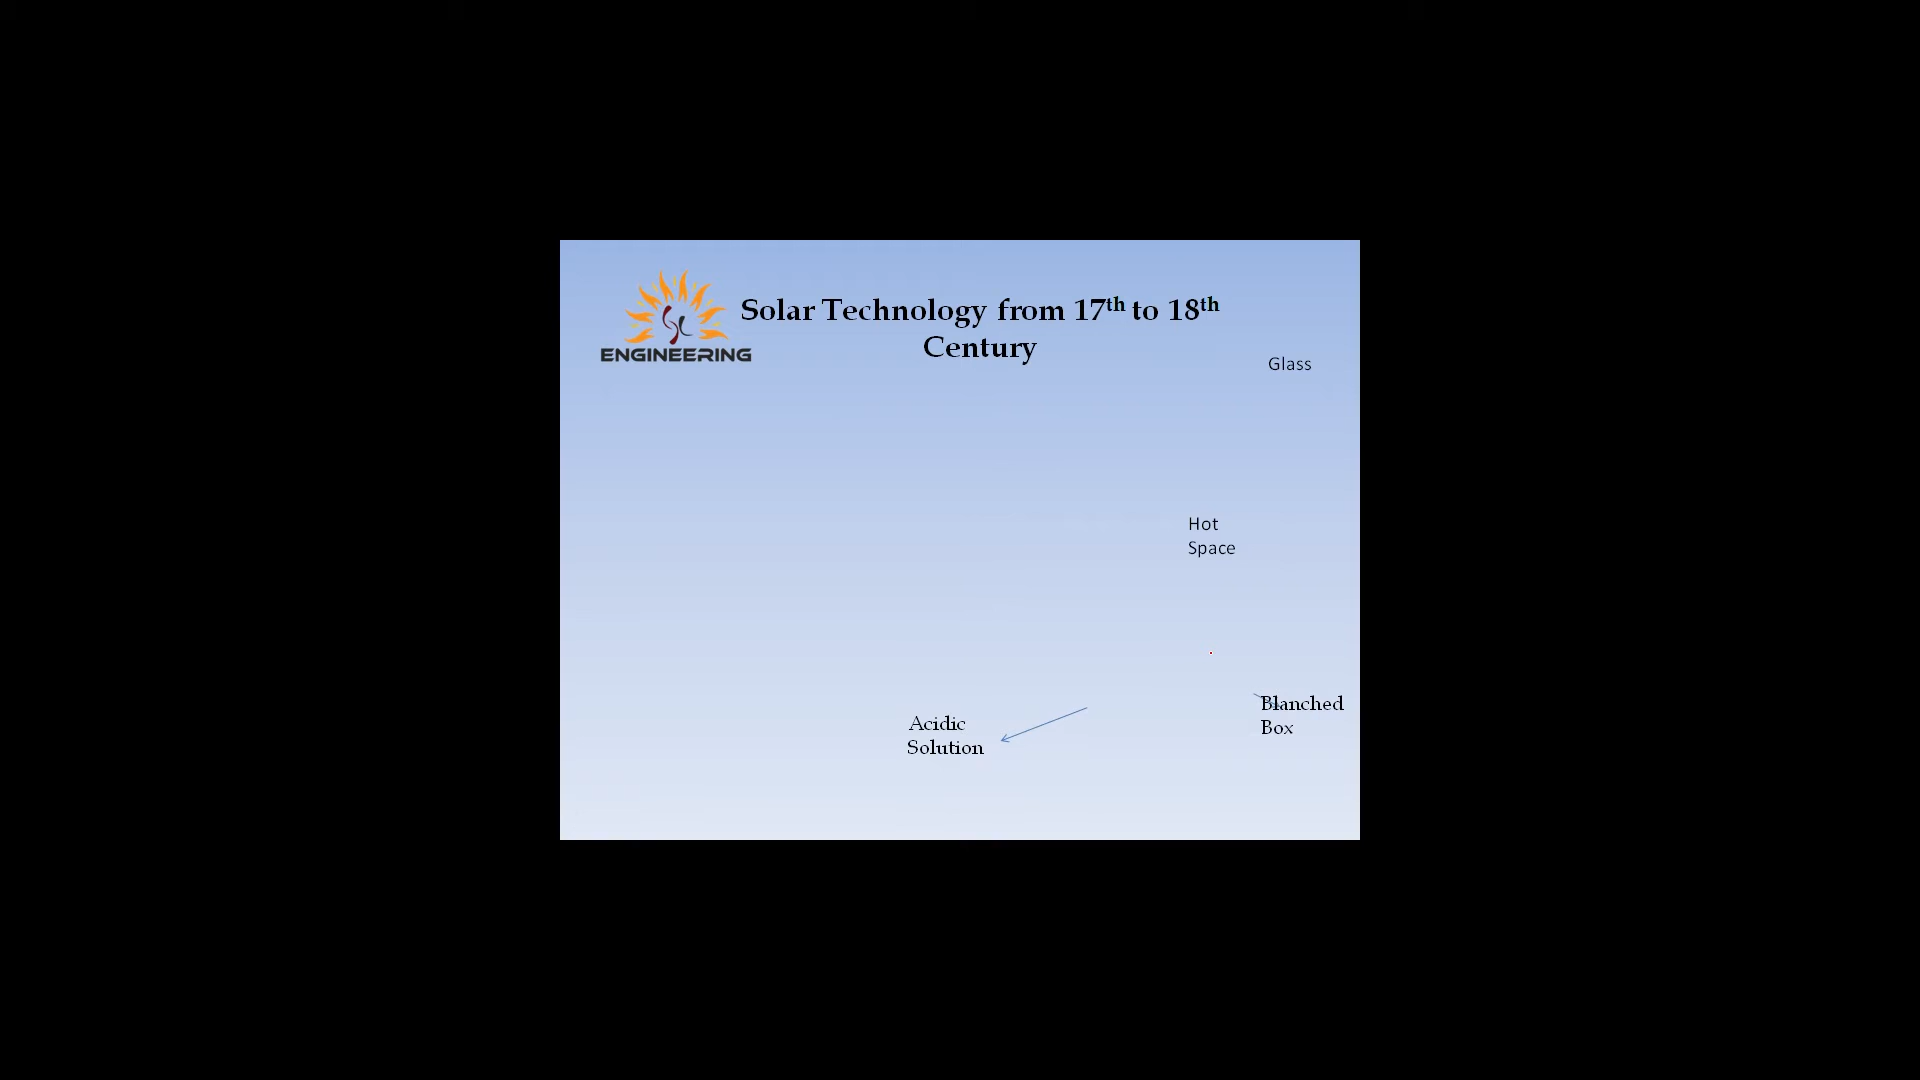 Solar Technology from 17th to 18th
Century
ENGINEERING
Glass
Hot
Space
Blanched
Box
Acidic
Solution